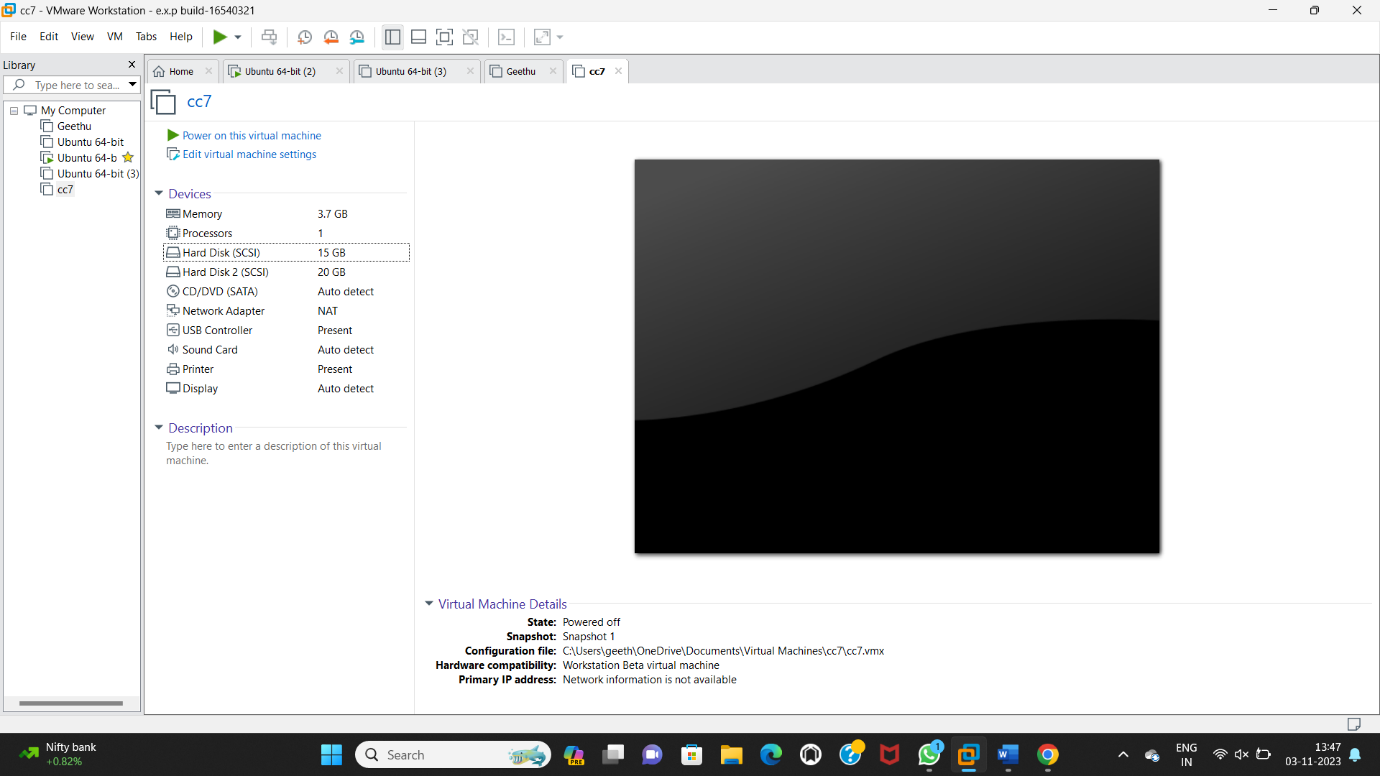 cc7 - VMware Workstation - e.x.p build-16540321
File Edit View VM Tabs Help
Library
Type here to sea...
My Computer
Geethu
Ubuntu 64-bit
Ubuntu 64-b
Ubuntu 64-bit (3)
cc7
Home Ubuntu 64-bit (2) Ubuntu 64-bit (3) Geethu cc7
cc7
Power on this virtual machine
Edit virtual machine settings
Devices
Memory 3.7 GB
Processors 1
Hard Disk (SCSI) 15 GB
Hard Disk 2 (SCSI) 20 GB
CD/DVD (SATA) Auto detect
Network Adapter NAT
USB Controller Present
Sound Card Auto detect
Printer Present
Display Auto detect
Description
Type here to enter a description of this virtual
machine.
Virtual Machine Details
State: Powered off
Snapshot: Snapshot 1
Configuration file: C:\Users\geeth\OneDrive\Documents\Virtual Machines\cc7\cc7.vmx
Hardware compatibility: Workstation Beta virtual machine
Primary IP address: Network information is not available
Nifty bank
+0.82%
Search
PRE
1
ENG
IN
13:47
03-11-2023